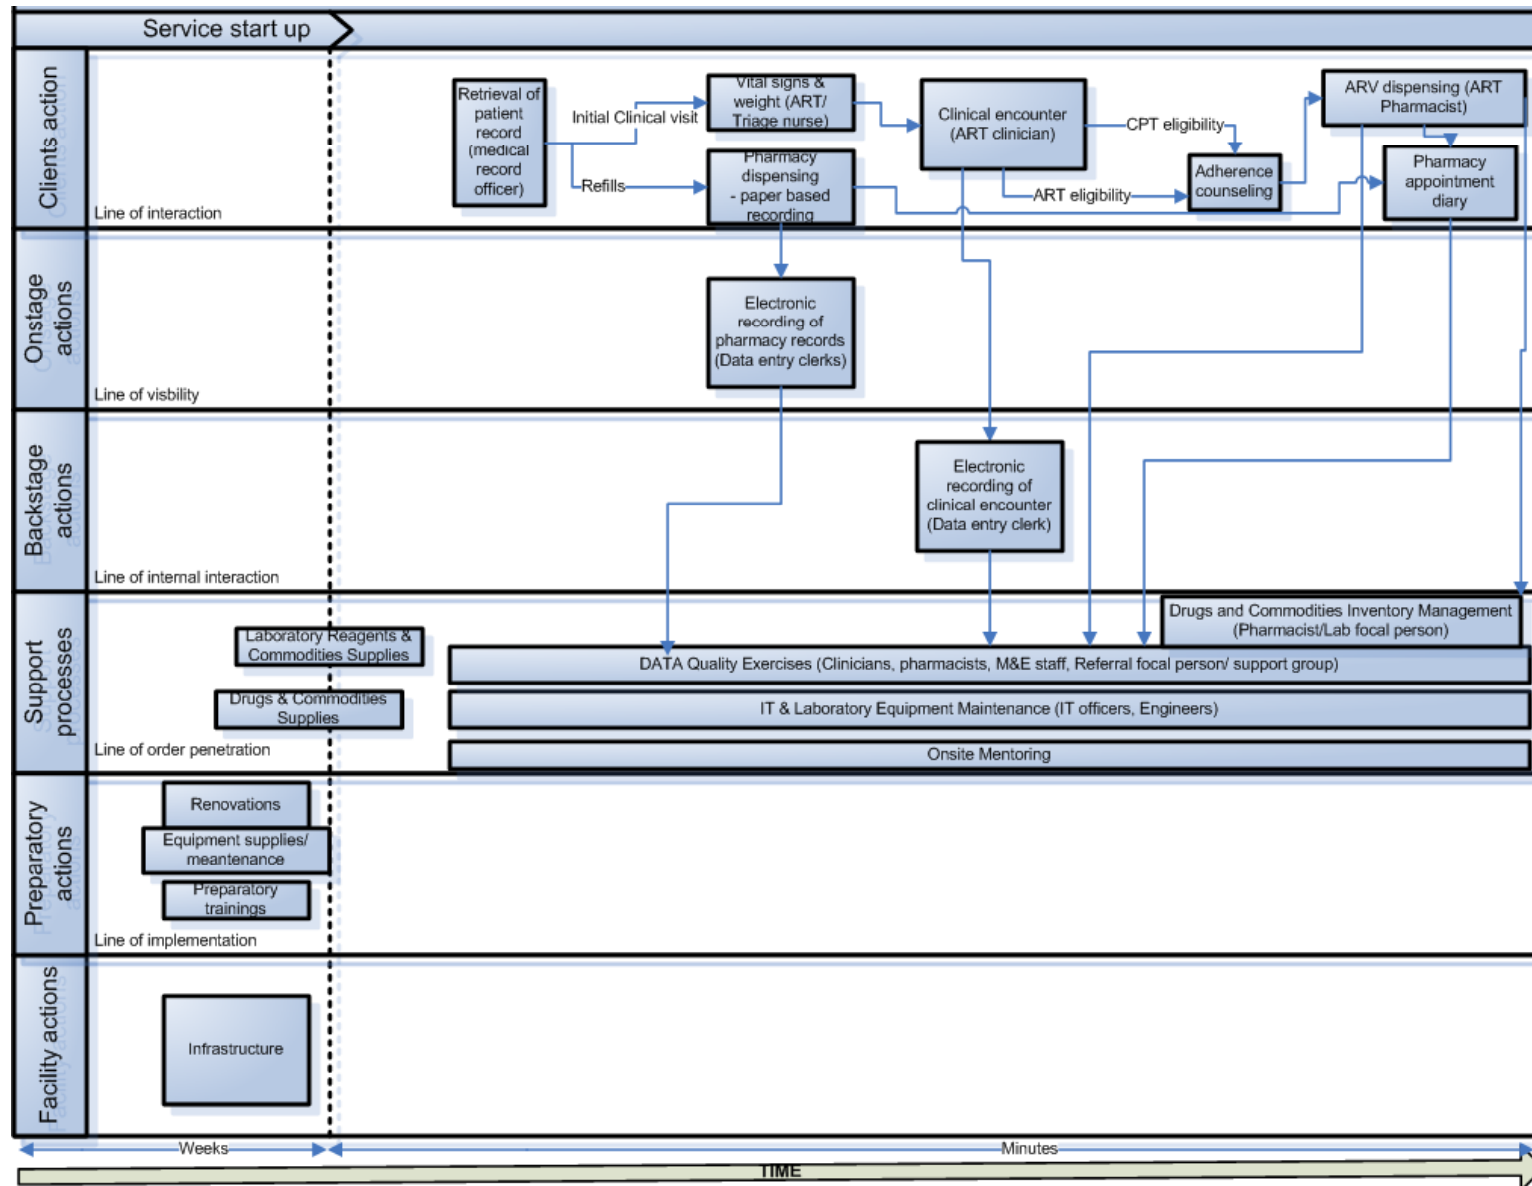 Service start up
Clients action
Retrieval of
patient
record
(medical
record
officer)
Initial Clinical visit
Refills
Vital signs &
weight (ART/
Triage nurse)
Pharmacy
dispensing
- paper based
recording
Clinical encounter
(ART clinician)
CPT eligibility
ART eligibility
Adherence
counseling
ARV dispensing (ART
Pharmacist)
Pharmacy
appointment
diary
Line of interaction
Onstage
actions
Electronic
recording of
pharmacy records
(Data entry clerks)
Line of visbility
Backstage
actions
Electronic
recording of
clinical encounter
(Data entry clerk)
Line of internal interaction
Support
processes
Laboratory Reagents &
Commodities Supplies
Drugs & Commodities
Supplies
Drugs and Commodities Inventory Management
(Pharmacist/Lab focal person)
DATA Quality Exercises (Clinicians, pharmacists, M&E staff, Referral focal person/ support group)
IT & Laboratory Equipment Maintenance (IT officers, Engineers)
Onsite Mentoring
Line of order penetration
Preparatory
actions
Renovations
Equipment supplies/
meantenance
Preparatory
trainings
Line of implementation
Facility actions
Infrastructure
Weeks
Minutes
TIME